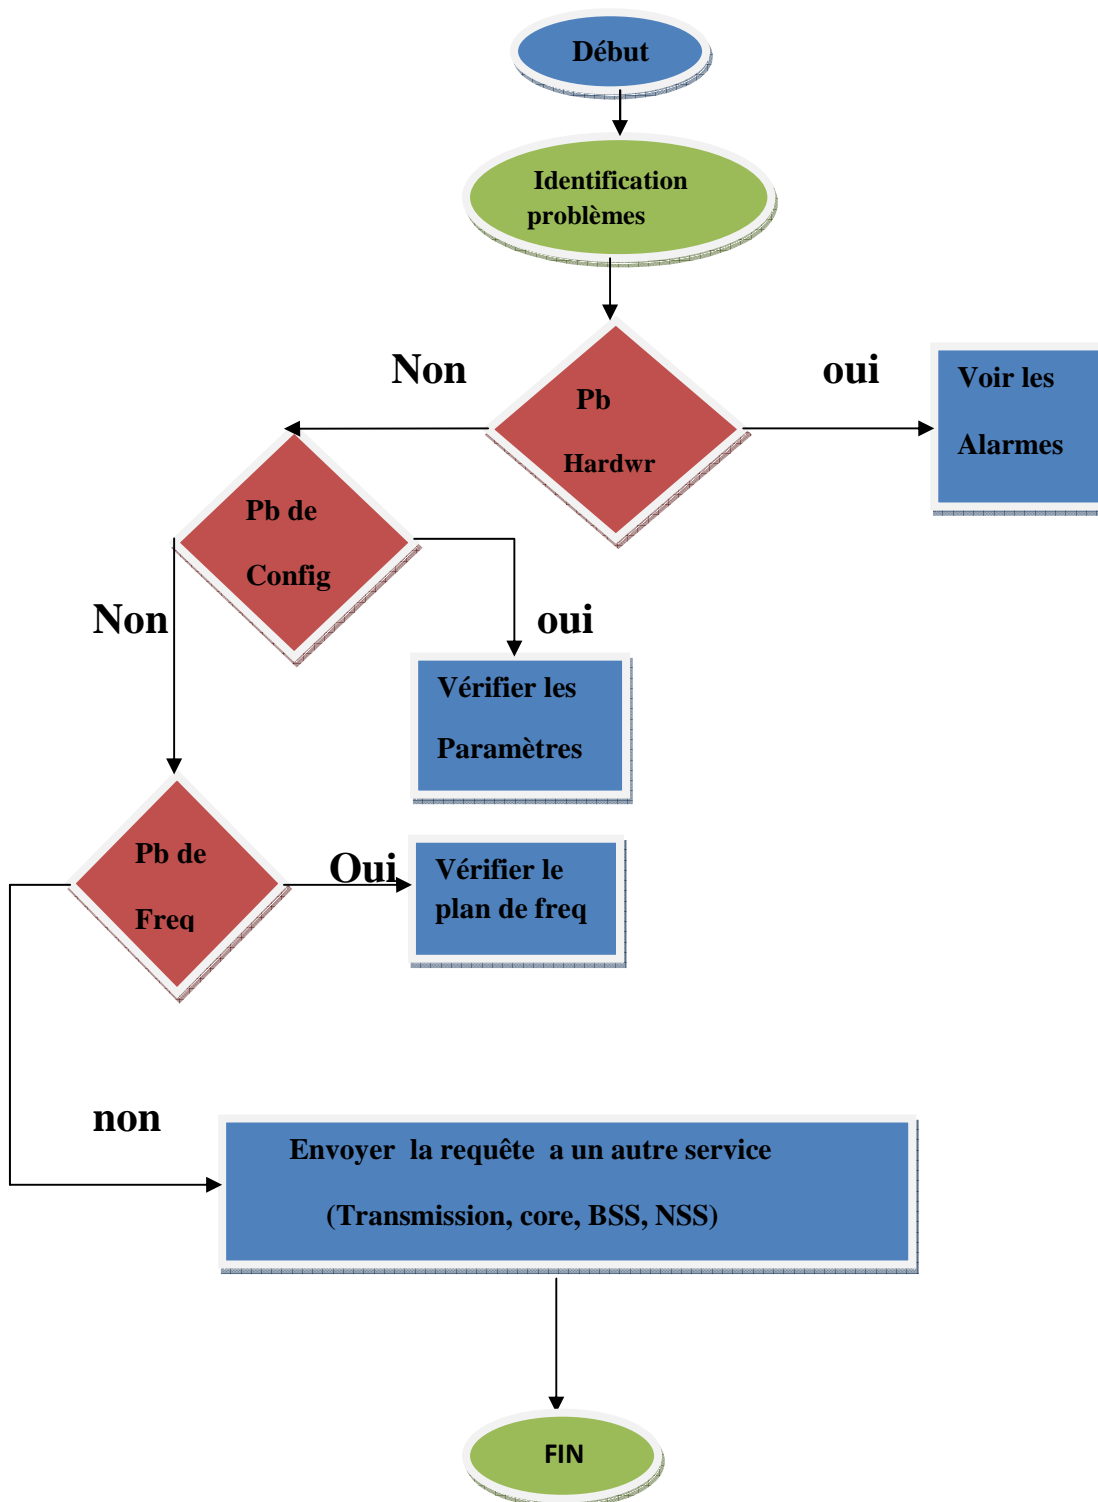 Début
Identification
problèmes
Non
oui
Pb
Hardwr
Voir les
Alarmes
Pb de
Config
Non
oui
Vérifier les
Paramètres
Pb de
Freq
Oui
Vérifier le
plan de freq
non
Envoyer la requête a un autre service
(Transmission, core, BSS, NSS)
FIN